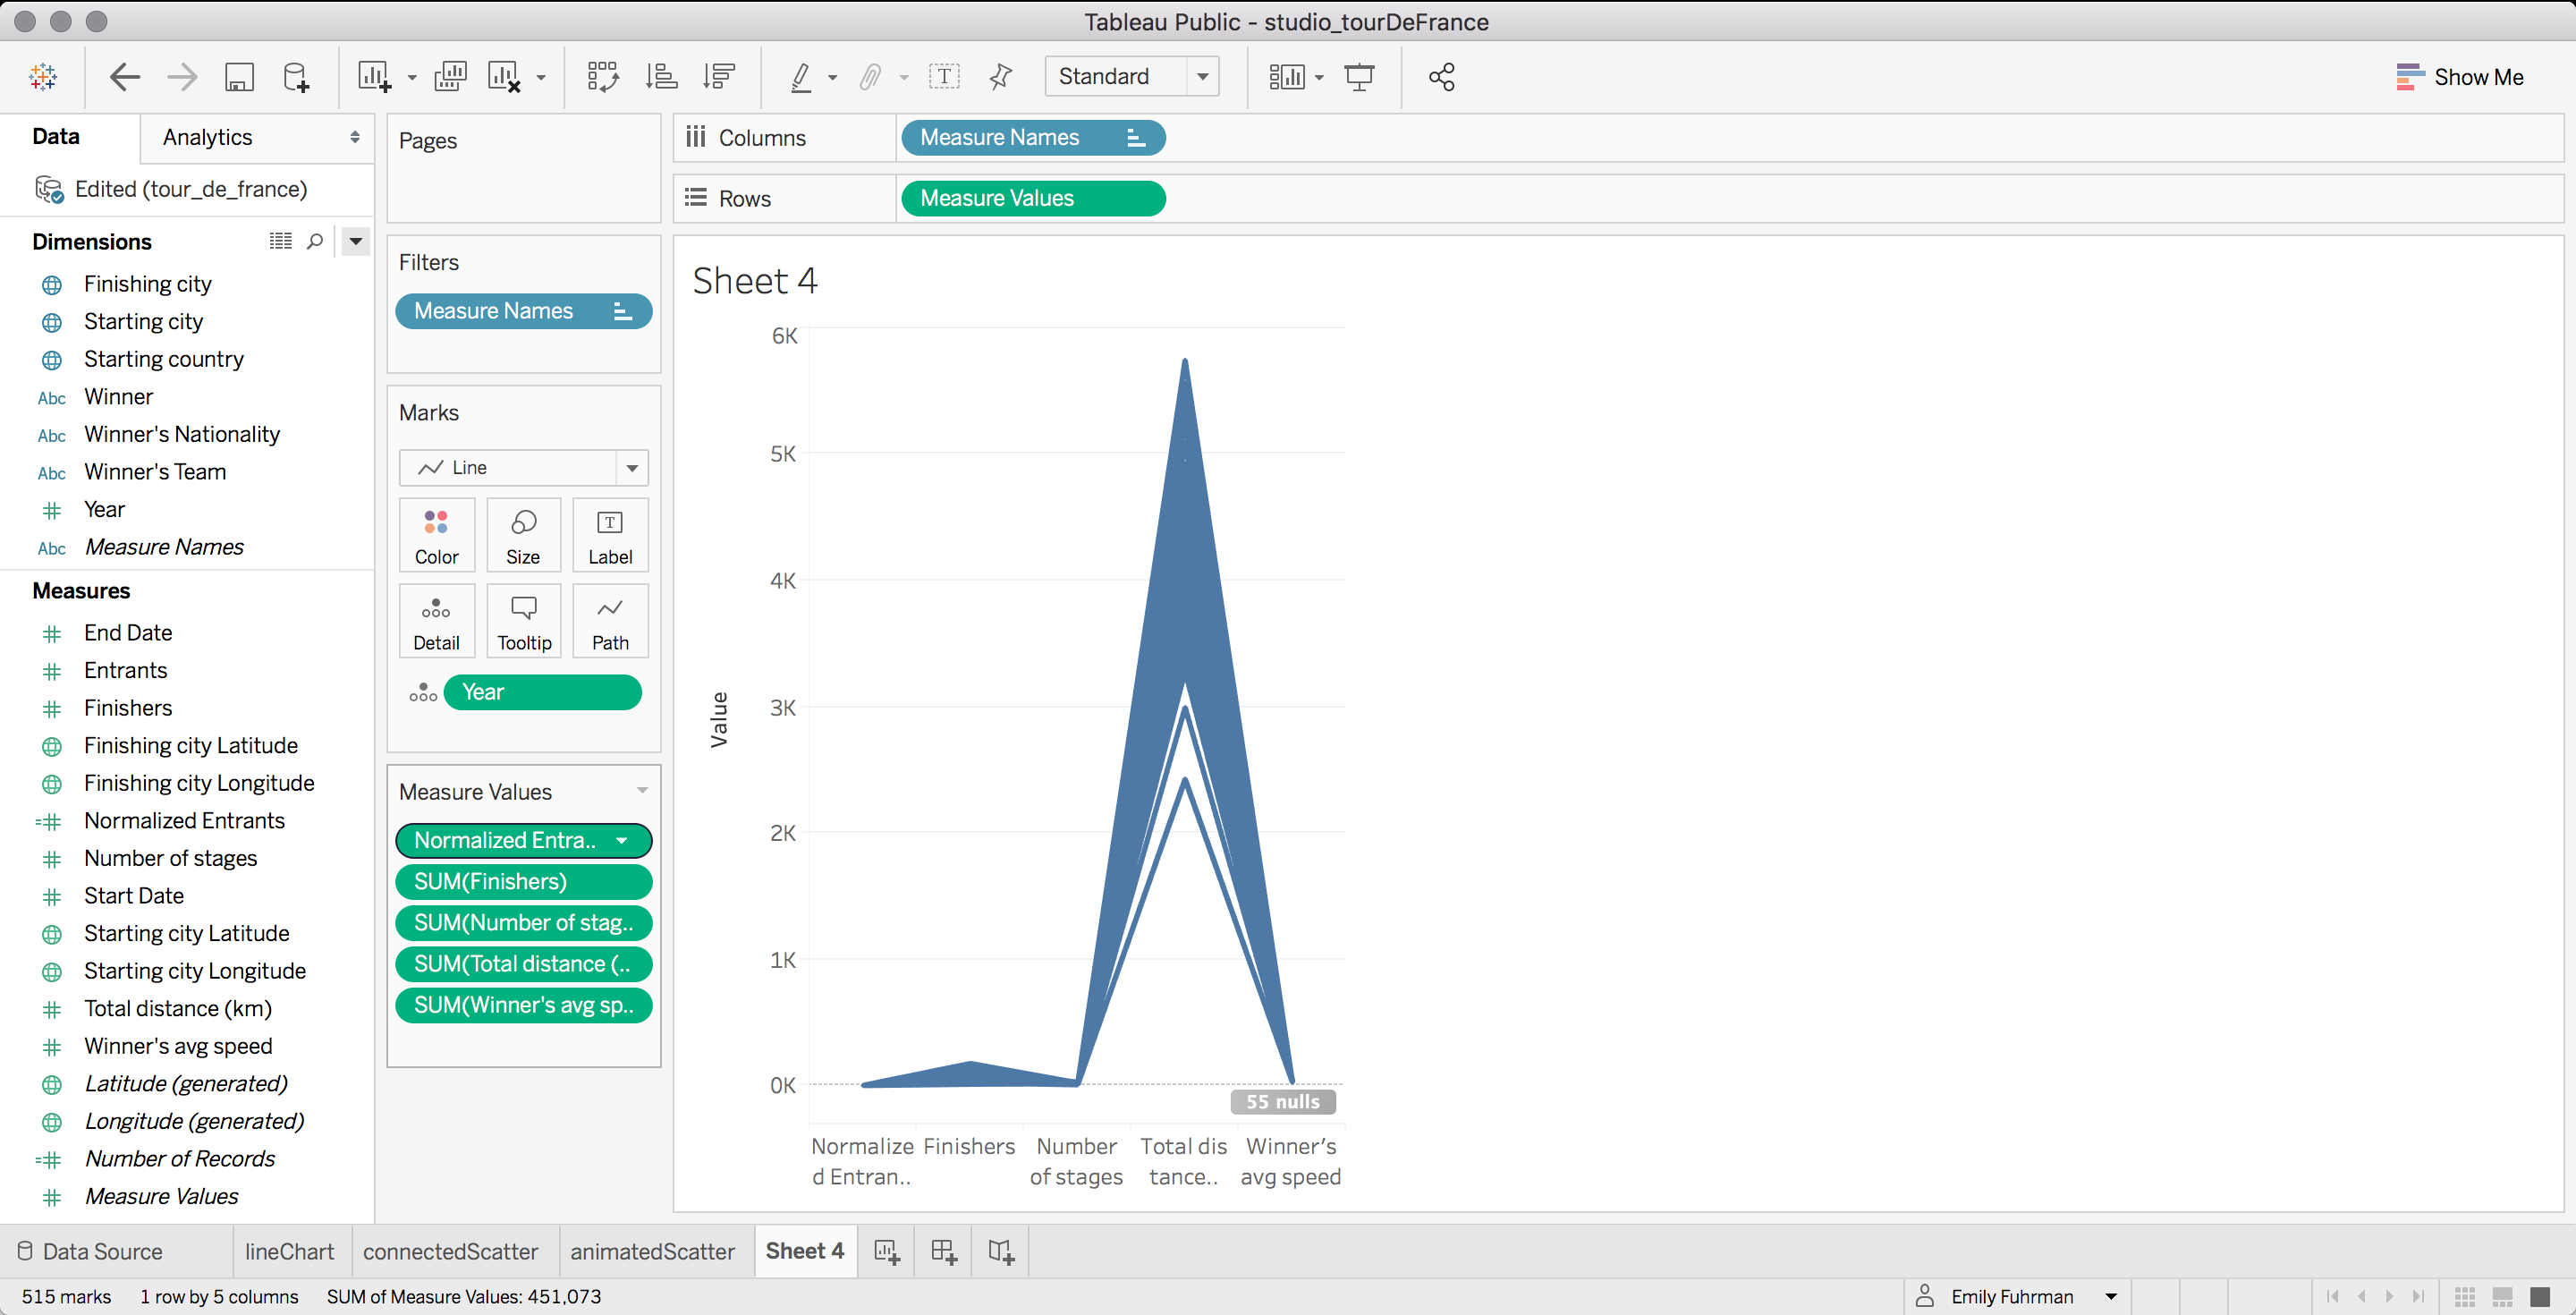 Tableau Public - studio_tourDeFrance
Standard
Show Me
Data
Analytics
Edited (tour_de_france)
Dimensions
Finishing city
Starting city
Starting country
Abc Winner
Abc Winner's Nationality
Abc Winner's Team
Year
Abc Measure Names
Measures
End Date
Entrants
Finishers
Finishing city Latitude
Finishing city Longitude
Normalized Entrants
Number of stages
Start Date
Starting city Latitude
Starting city Longitude
Total distance (km)
Winner's avg speed
Latitude (generated)
Longitude (generated)
Number of Records
Measure Values
Pages
Filters
Measure Names
Marks
Line
Color Size Label
Detail Tooltip Path
Year
Measure Values
Normalized Entra..
SUM(Finishers)
SUM(Number of stag..
SUM(Total distance (..
SUM(Winner's avg sp..
Columns Measure Names
Rows Measure Values
Sheet 4
6K
5K
4K
3K
2K
1K
0K
Value
55 nulls
Normalize
d Entran..
Finishers
Number
of stages
Total dis
tance..
Winner's
avg speed
Data Source lineChart connectedScatter animatedScatter Sheet 4
515 marks 1 row by 5 columns SUM of Measure Values: 451,073 Emily Fuhrman